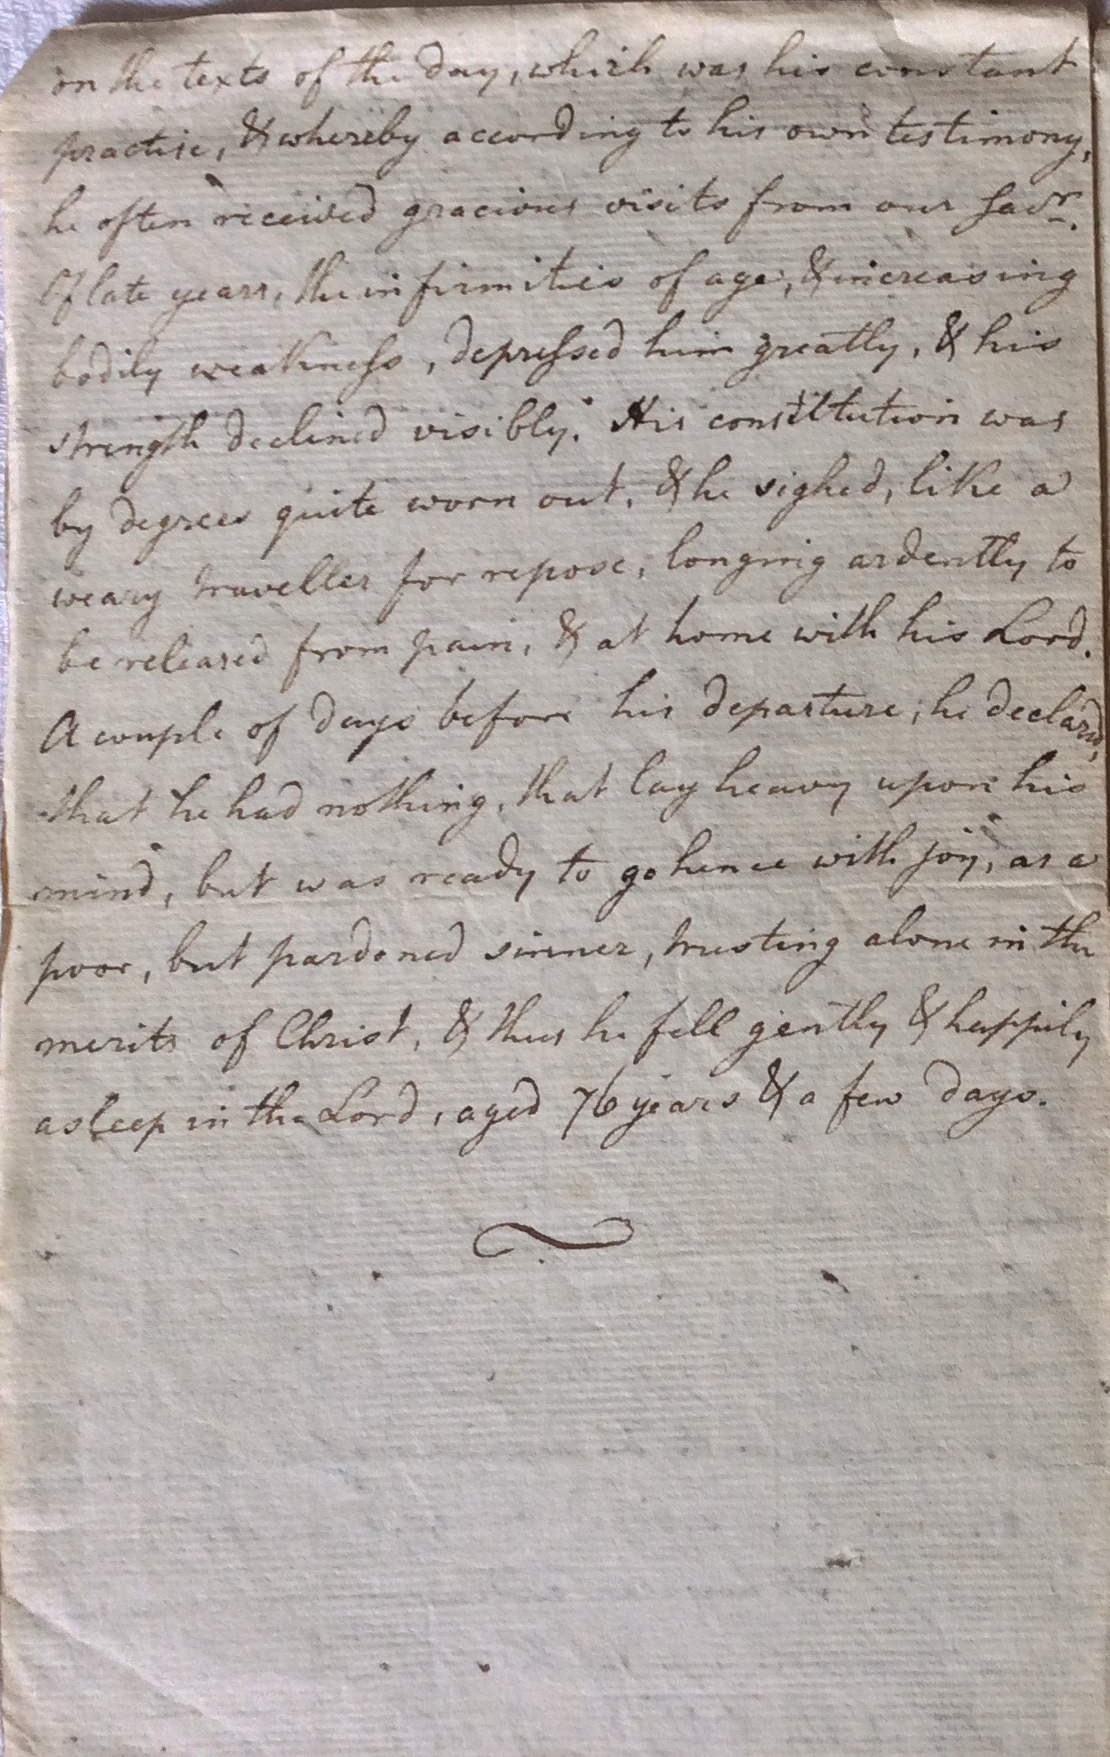 on the texts of the day, which was his constant
practise, & whereby according to his own testimony,
he often received gracious visits from our Savr.
Of late years, the infirmities of age, & increasing
bodily weakness, depressed him greatly, & his
strength declined visibly. His constitution was
by degrees quite worn out, & he sighed, like a
weary traveller for repose, longing ardently to
be released from pain, & at home with his Lord.
A couple of days before his departure, he declared,
that he had nothing, that lay heavy upon his
mind, but was ready to go hence with joy, as a
poor, but pardoned sinner, trusting alone in the
merits of Christ, & thus he fell gently & happily
asleep in the Lord, aged 76 years & a few days.